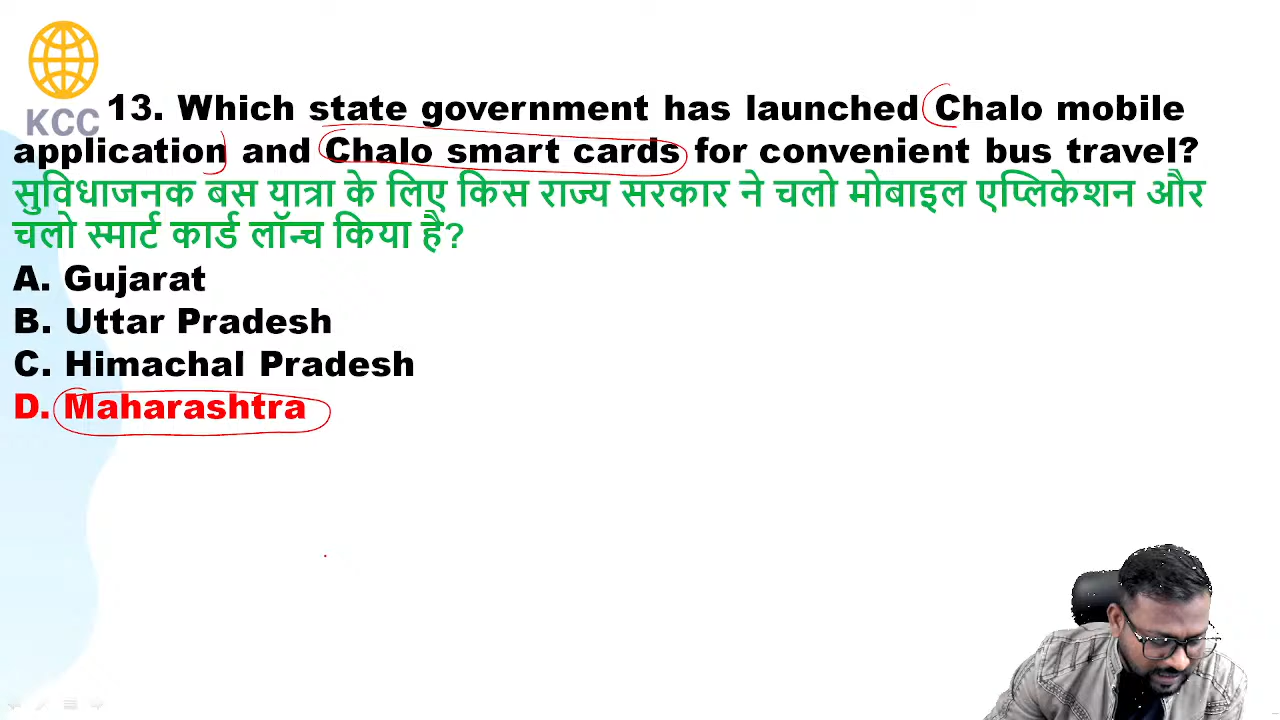 KCC
13. Which state government has launched Chalo mobile
application and Chalo smart cards for convenient bus travel?
सुविधाजनक बस यात्रा के लिए किस राज्य सरकार ने चलो मोबाइल एप्लिकेशन और
चलो स्मार्ट कार्ड लॉन्च किया है?
A. Gujarat
B. Uttar Pradesh
C. Himachal Pradesh
D. Maharashtra